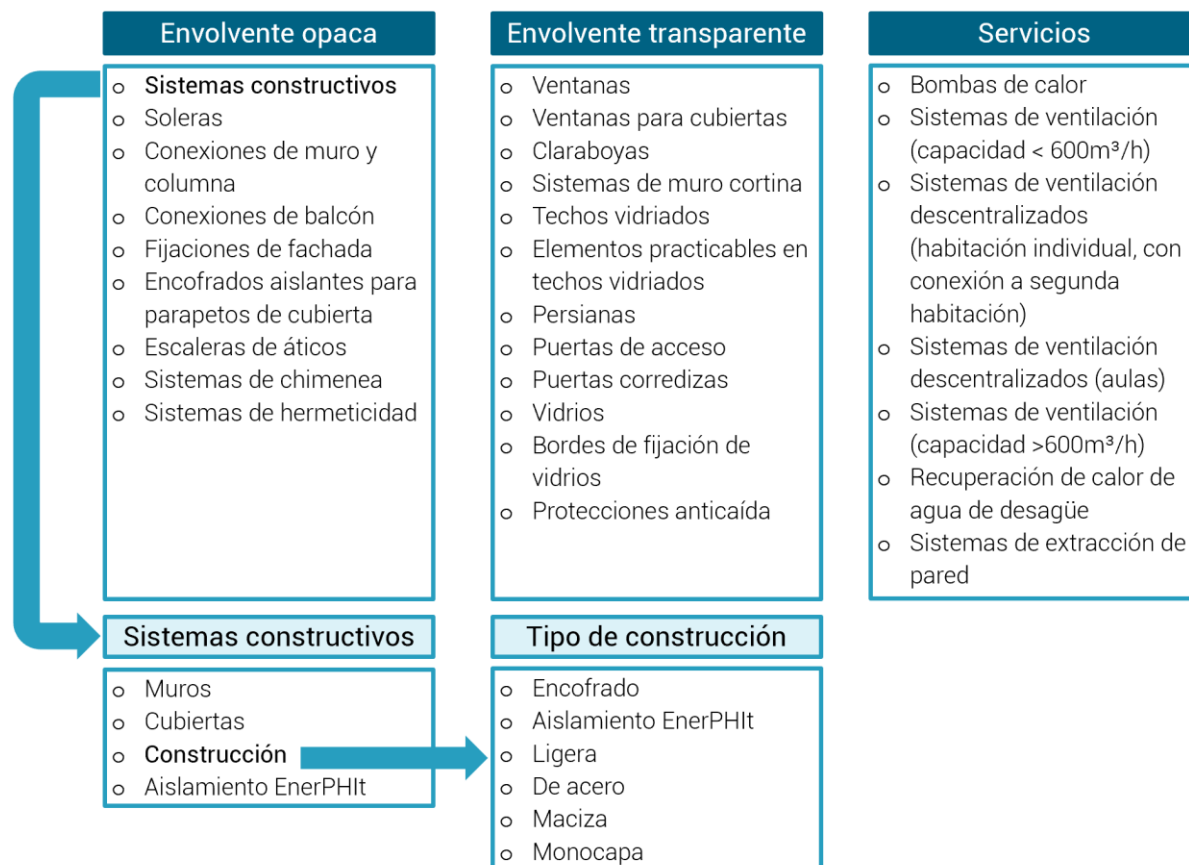 Envolvente opaca
o Sistemas constructivos
o Soleras
o Conexiones de muro y
columna
o Conexiones de balcón
o Fijaciones de fachada
o Encofrados aislantes para
parapetos de cubierta
o Escaleras de áticos
o Sistemas de chimenea
o Sistemas de hermeticidad
Envolvente transparente
o Ventanas
o Ventanas para cubiertas
o Claraboyas
o Sistemas de muro cortina
o Techos vidriados
o Elementos practicables en
techos vidriados
o Persianas
o Puertas de acceso
o Puertas corredizas
o Vidrios
o Bordes de fijación de
vidrios
o Protecciones anticaída
Servicios
o Bombas de calor
o Sistemas de ventilación
(capacidad < 600m³/h)
o Sistemas de ventilación
descentralizados
(habitación individual, con
conexión a segunda
habitación)
o Sistemas de ventilación
descentralizados (aulas)
o Sistemas de ventilación
(capacidad >600m³/h)
o Recuperación de calor de
agua de desagüe
o Sistemas de extracción de
pared
Sistemas constructivos
o Muros
o Cubiertas
o Construcción
o Aislamiento EnerPHIt
Tipo de construcción
o Encofrado
o Aislamiento EnerPHIt
o Ligera
o De acero
o Maciza
o Monocapa